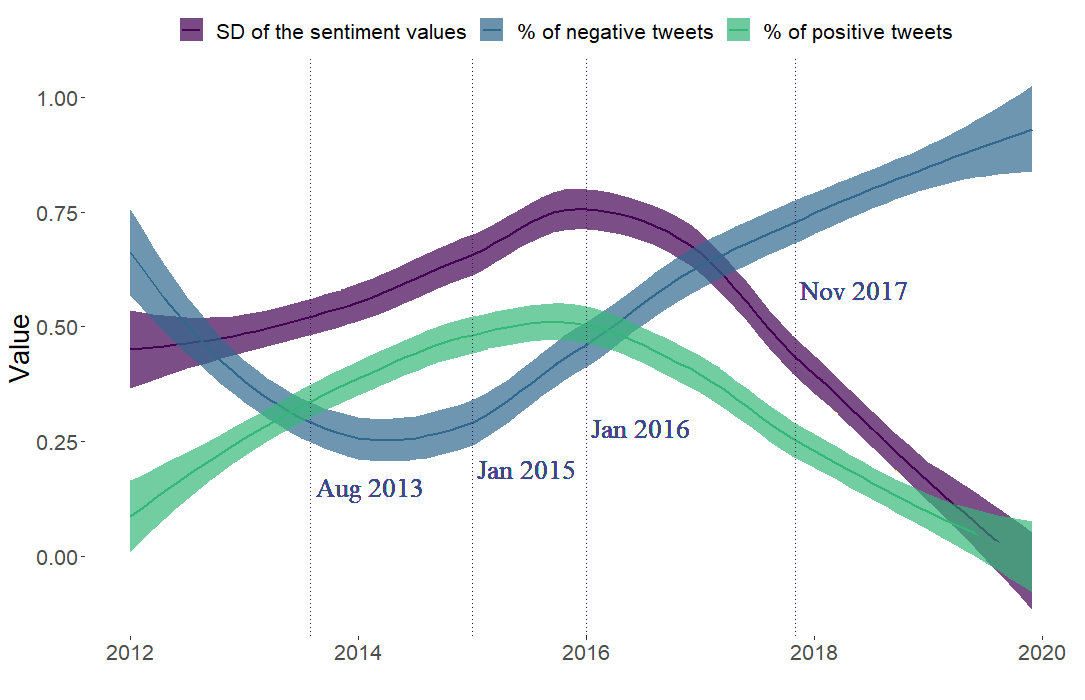 SD of the sentiment values % of negative tweets % of positive tweets
1.00
0.75
0.50
0.25
0.00
Value
Nov 2017
Jan 2016
Jan 2015
Aug 2013
2012 2014 2016 2018 2020